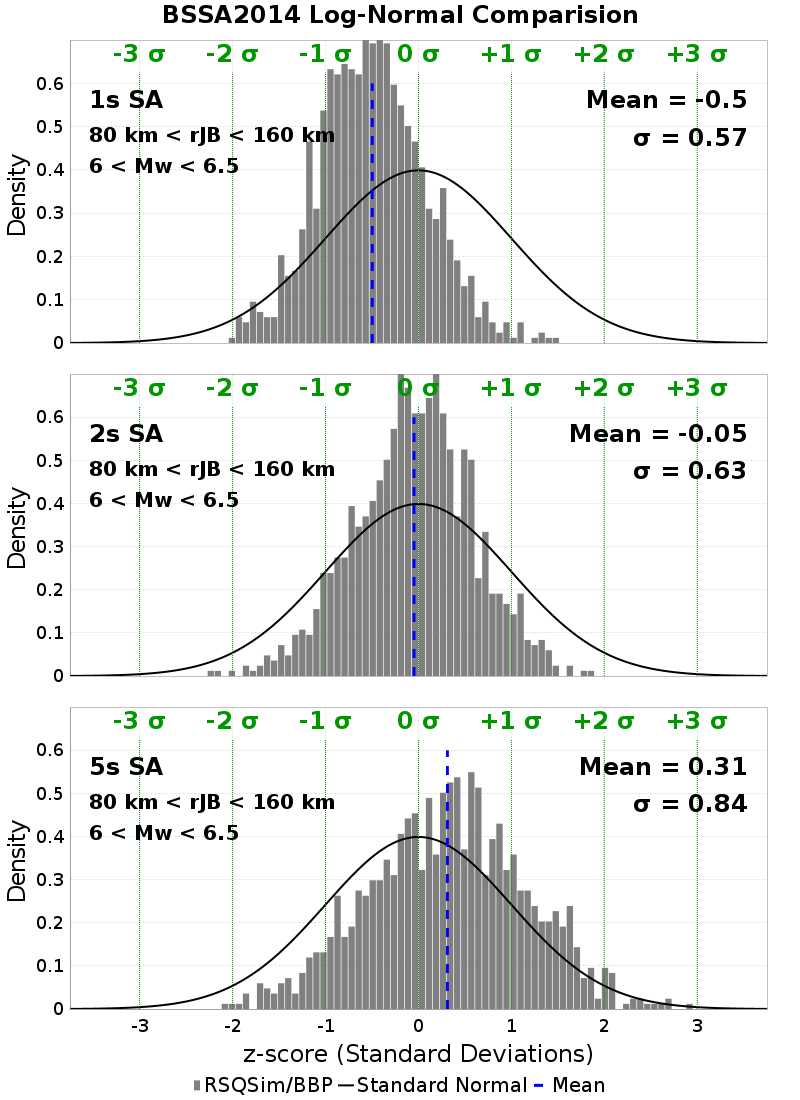 BSSA2014 Log-Normal Comparision
-3 σ -2 σ -1 σ 0 σ +1 σ +2 σ +3 σ
1s SA
80 km < rJB < 160 km
6 < Mw < 6.5
Mean = -0.5
σ = 0.57
Density
0.6
0.5
0.4
0.3
0.2
0.1
0
-3 σ -2 σ -1 σ 0 σ +1 σ +2 σ +3 σ
2s SA
80 km < rJB < 160 km
6 < Mw < 6.5
Mean = -0.05
σ = 0.63
Density
0.6
0.5
0.4
0.3
0.2
0.1
0
-3 σ -2 σ -1 σ 0 σ +1 σ +2 σ +3 σ
5s SA
80 km < rJB < 160 km
6 < Mw < 6.5
Mean = 0.31
σ = 0.84
Density
0.6
0.5
0.4
0.3
0.2
0.1
0
-3 -2 -1 0 1 2 3
z-score (Standard Deviations)
RSQSim/BBP Standard Normal Mean